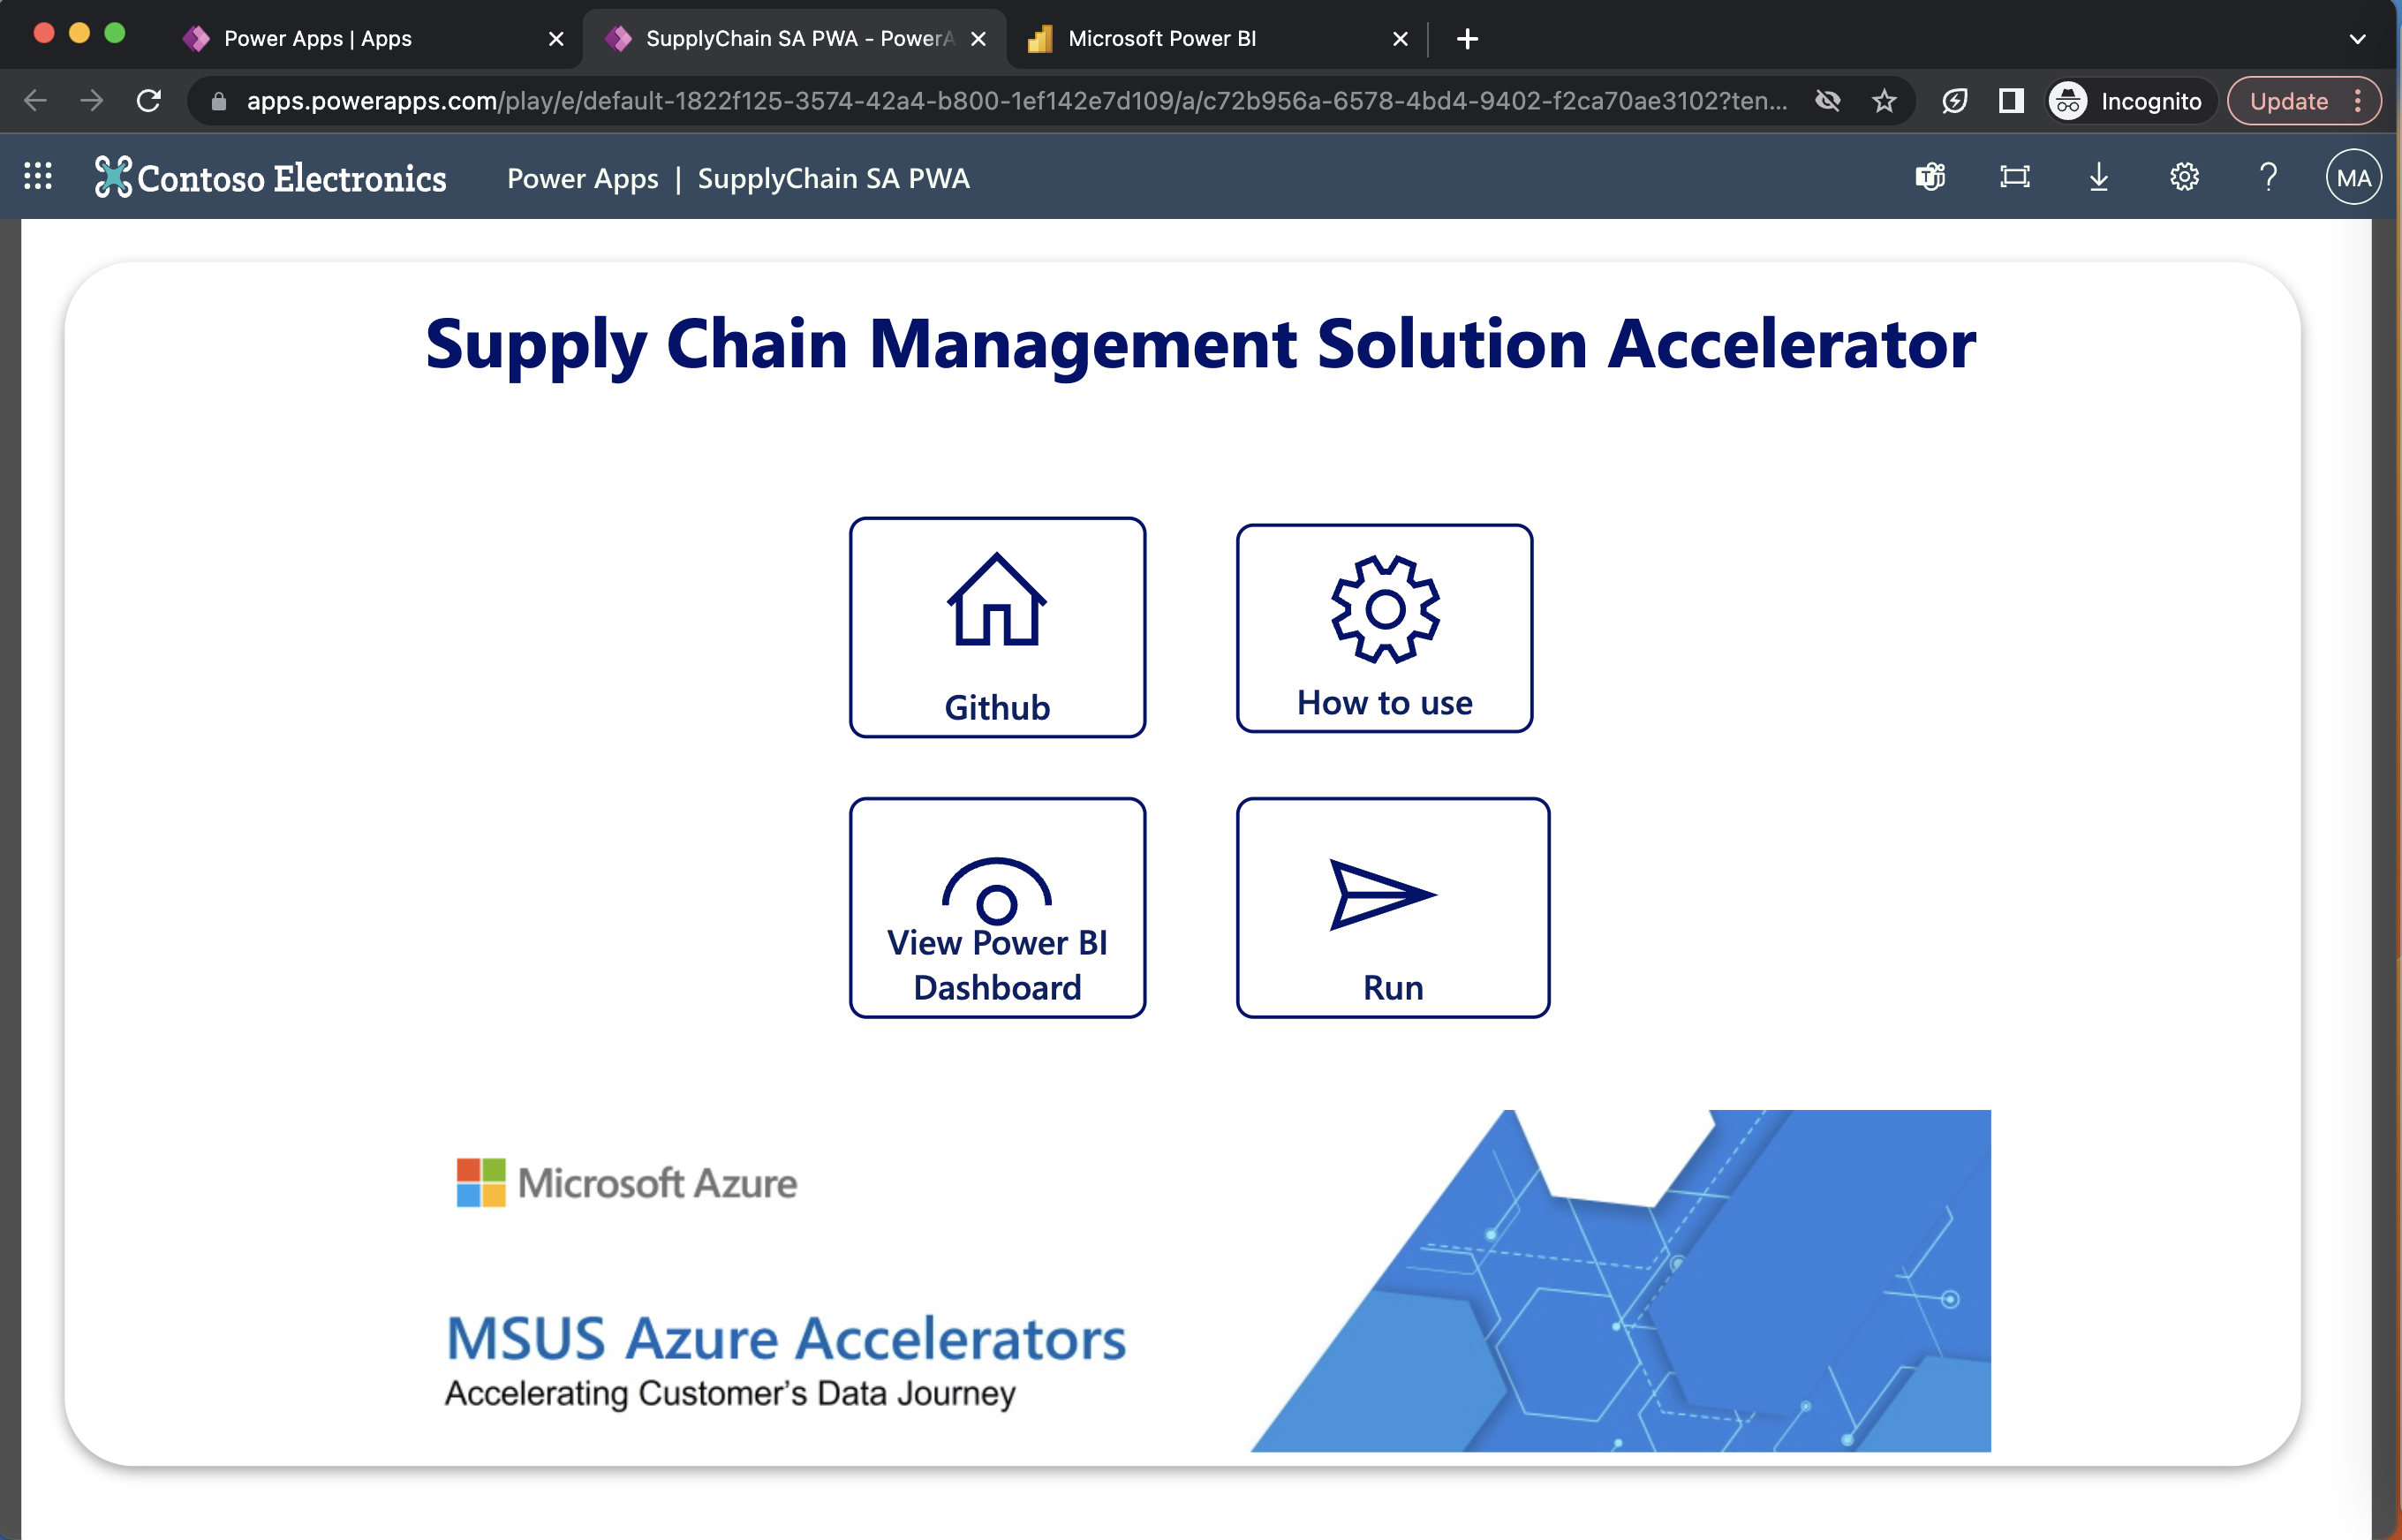 Power Apps | Apps
SupplyChain SA PWA - PowerA
Microsoft Power BI
apps.powerapps.com/play/e/default-1822f125-3574-42a4-b800-1ef142e7d109/a/c72b956a-6578-4bd4-9402-f2ca70ae3102?ten...
Incognito
Update
Contoso Electronics
Power Apps | SupplyChain SA PWA
MA
Supply Chain Management Solution Accelerator
Github
How to use
View Power BI
Dashboard
Run
Microsoft Azure
MSUS Azure Accelerators
Accelerating Customer’s Data Journey